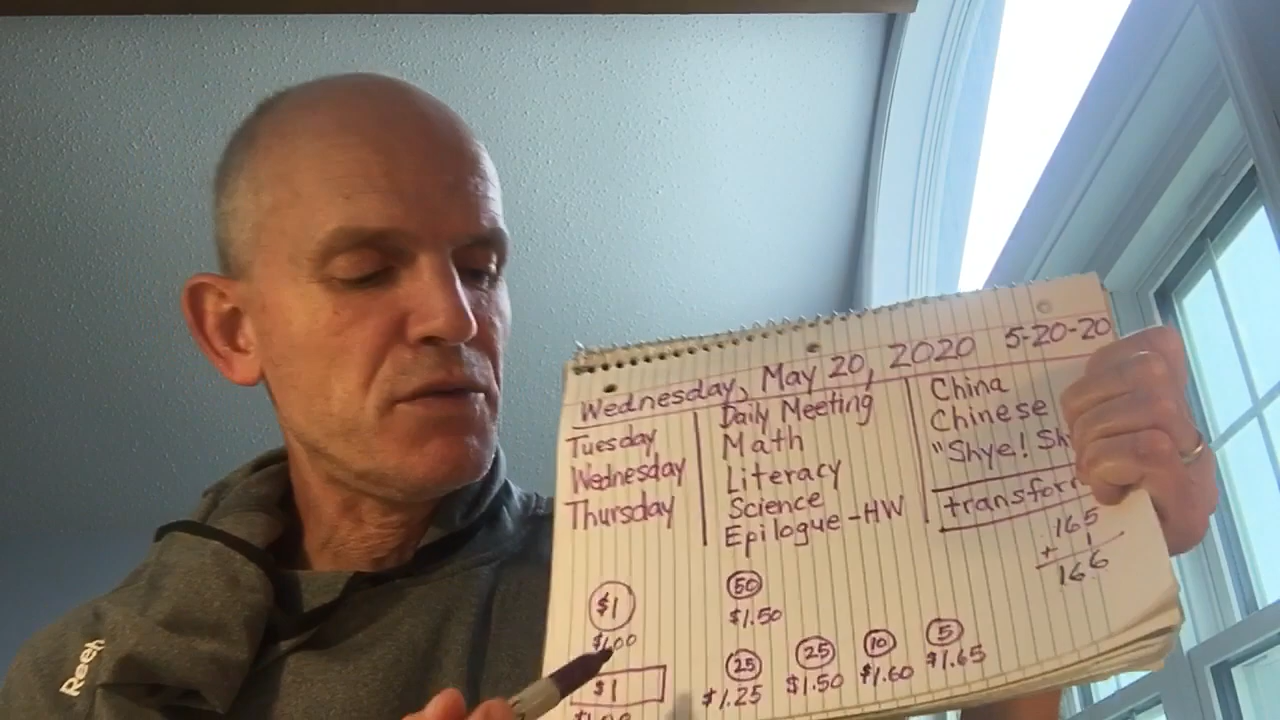 Wednesday, May 20, 2020 5-20-20
Tuesday
Wednesday
Thursday
Daily Meeting
Math
Literacy
Science
Epilogue-HW
China
Chinese
"Shye!
165
+ 1
166
$1
$1.00
$1
50
$1.50
25
$1.25
25
$1.50
10
$1.60
5
$1.65